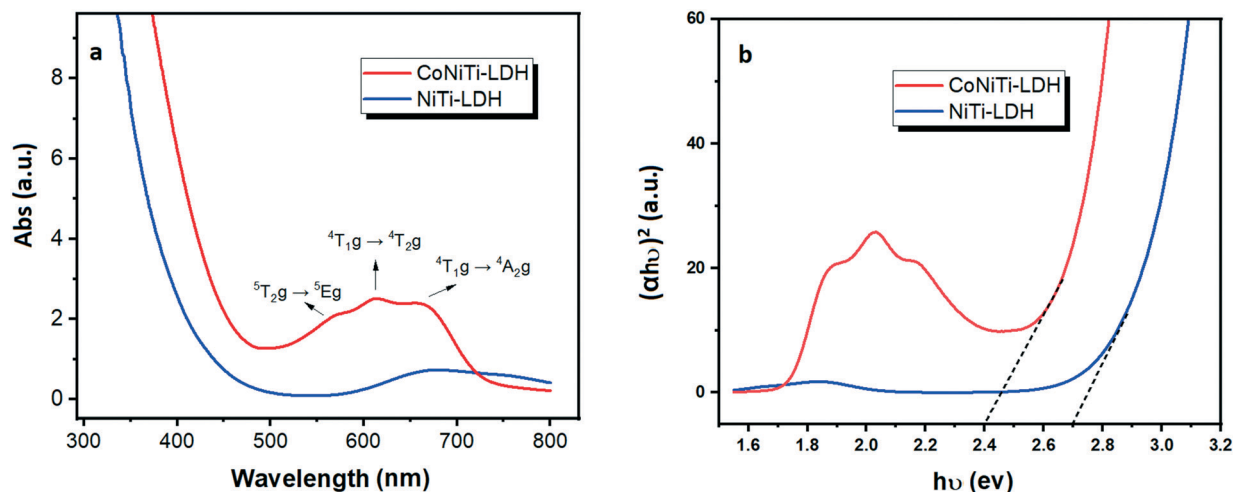 a
CoNiTi-LDH
NiTi-LDH
⁴T₁g → ⁴T₂g
⁴T₁g → ⁴A₂g
⁵T₂g → ⁵Eg
Abs (a.u.)
8
6
4
2
0
300 400 500 600 700 800
Wavelength (nm)
b
CoNiTi-LDH
NiTi-LDH
(αhυ)² (a.u.)
60
40
20
0
1.6 1.8 2.0 2.2 2.4 2.6 2.8 3.0 3.2
hυ (ev)